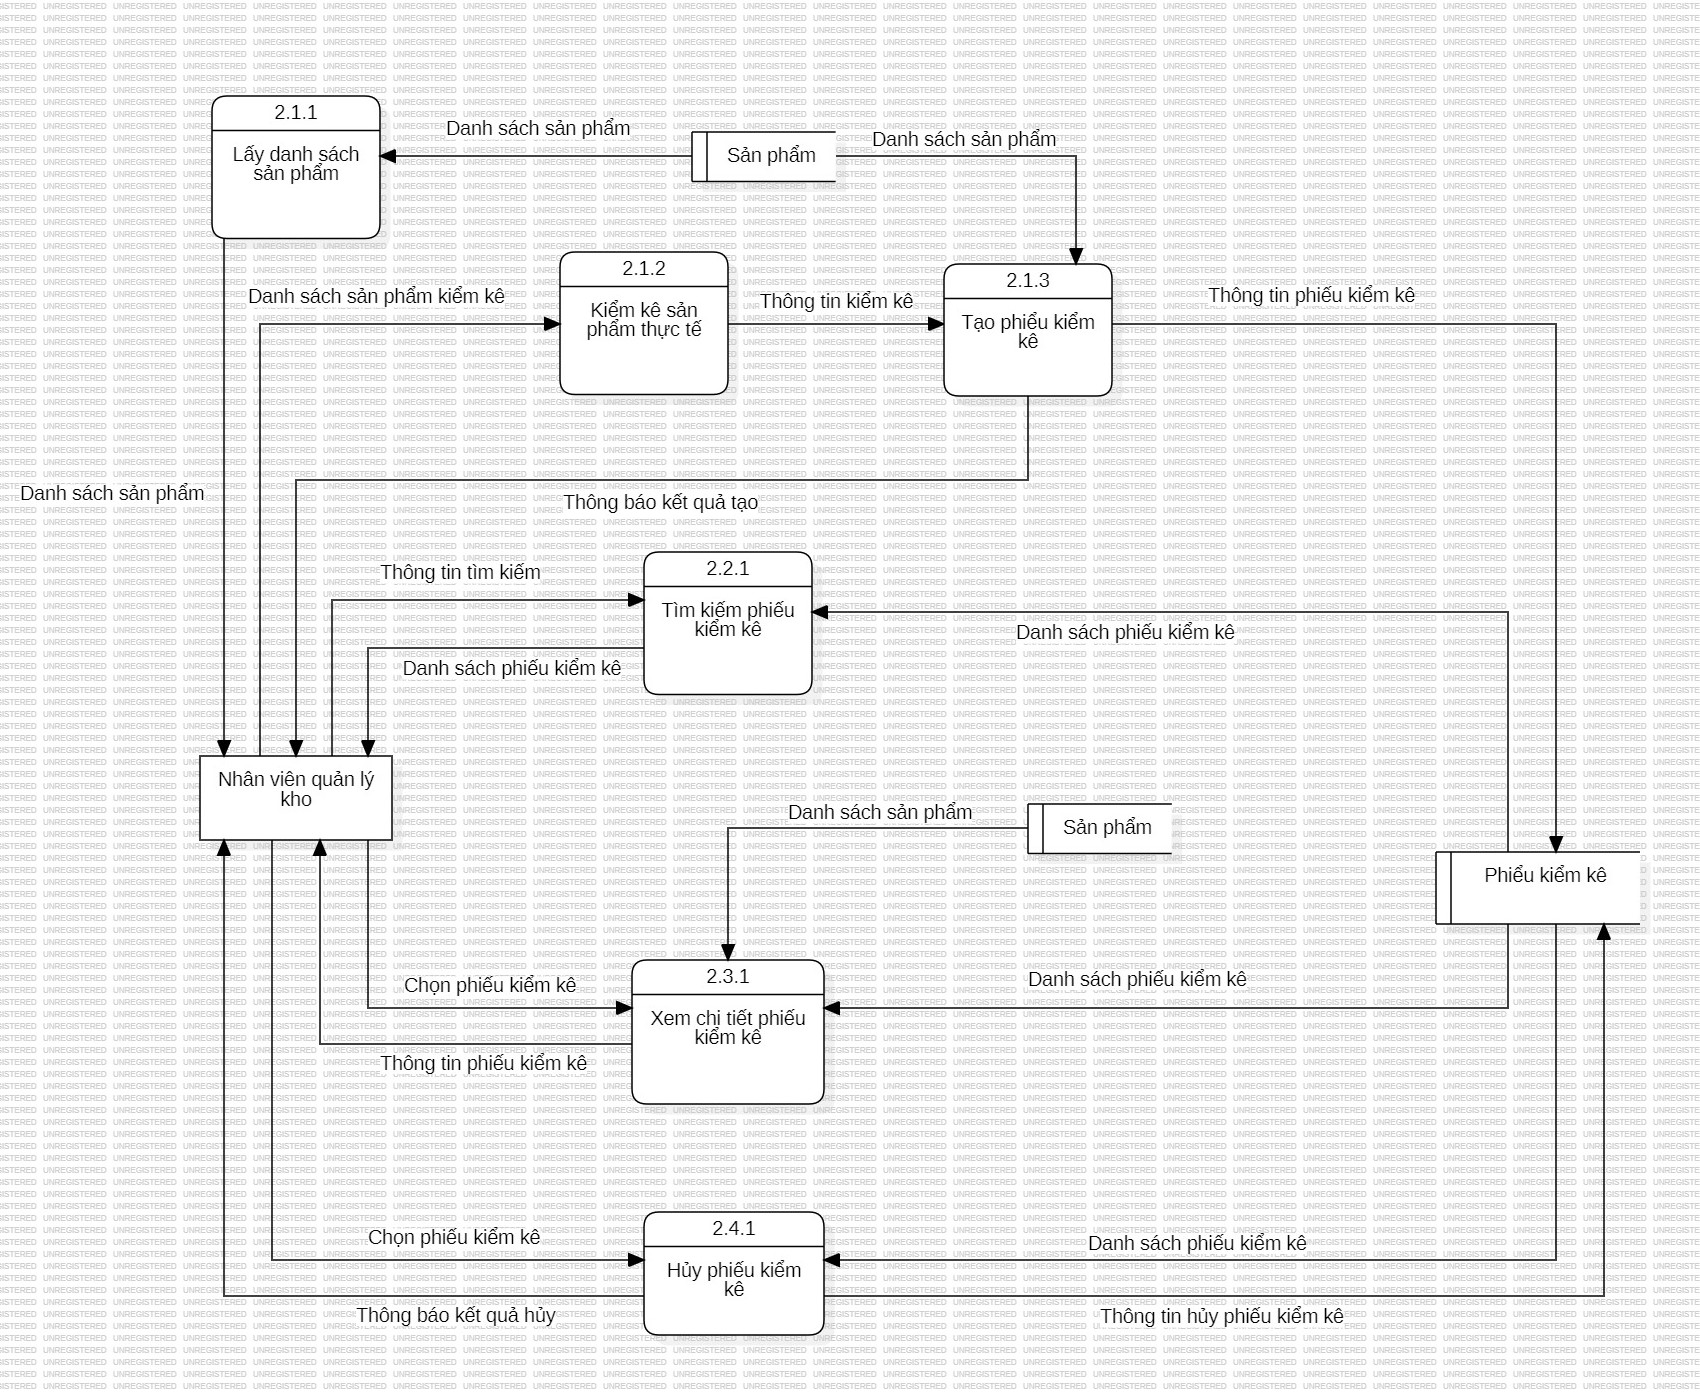 2.1.1
Danh sách sản phẩm
Danh sách sản phẩm
Lấy danh sách
sản phẩm
Sản phẩm
2.1.2
2.1.3
Danh sách sản phẩm kiểm kê
Thông tin kiểm kê
Thông tin phiếu kiểm kê
Kiểm kê sản
phẩm thực tế
Tạo phiếu kiểm
kê
Danh sách sản phẩm
Thông báo kết quả tạo
2.2.1
Thông tin tìm kiếm
Tìm kiếm phiếu
kiểm kê
Danh sách phiếu kiểm kê
Danh sách phiếu kiểm kê
Nhân viên quản lý
kho
Danh sách sản phẩm
Sản phẩm
Phiểu kiểm kê
2.3.1
Chọn phiếu kiểm kê
Danh sách phiếu kiểm kê
Xem chi tiết phiếu
kiểm kê
Thông tin phiếu kiểm kê
2.4.1
Chọn phiếu kiểm kê
Danh sách phiếu kiểm kê
Hủy phiếu kiểm
kê
Thông báo kết quả hủy
Thông tin hủy phiếu kiểm kê
UNREGISTERED